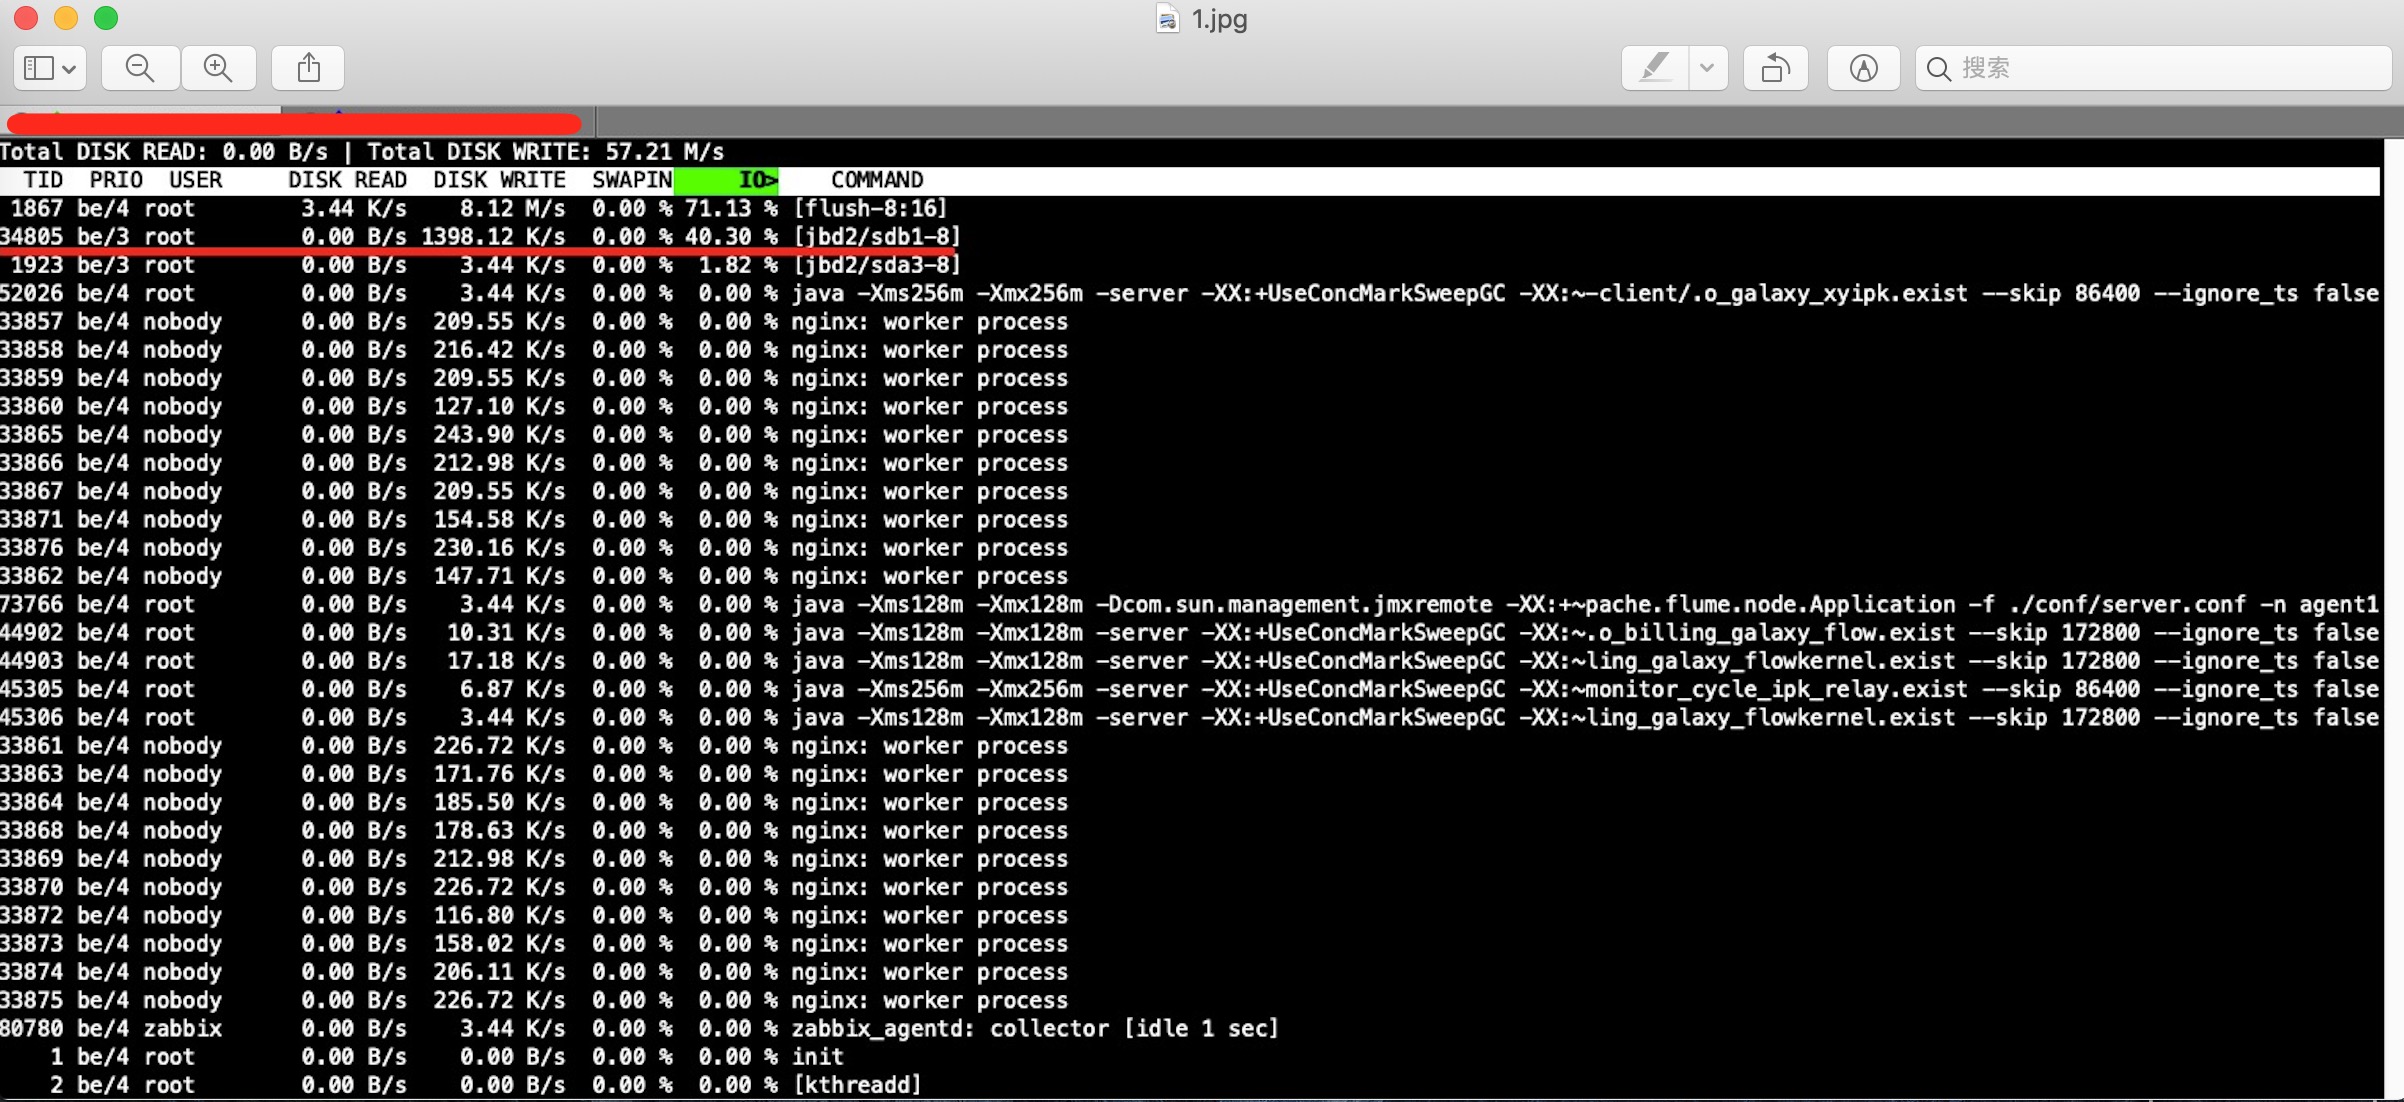 1.jpg
搜索
Total DISK READ: 0.00 B/s | Total DISK WRITE: 57.21 M/s
TID PRIO USER DISK READ DISK WRITE SWAPIN IO> COMMAND
1867 be/4 root 3.44 K/s 8.12 M/s 0.00 % 71.13 % [flush-8:16]
34805 be/3 root 0.00 B/s 1398.12 K/s 0.00 % 40.30 % [jbd2/sdb1-8]
1923 be/3 root 0.00 B/s 3.44 K/s 0.00 % 1.82 % [jbd2/sda3-8]
52026 be/4 root 0.00 B/s 3.44 K/s 0.00 % 0.00 % java -Xms256m -Xmx256m -server -XX:+UseConcMarkSweepGC -XX:~-client/.o_galaxy_xyipk.exist --skip 86400 --ignore_ts false
33857 be/4 nobody 0.00 B/s 209.55 K/s 0.00 % 0.00 % nginx: worker process
33858 be/4 nobody 0.00 B/s 216.42 K/s 0.00 % 0.00 % nginx: worker process
33859 be/4 nobody 0.00 B/s 209.55 K/s 0.00 % 0.00 % nginx: worker process
33860 be/4 nobody 0.00 B/s 127.10 K/s 0.00 % 0.00 % nginx: worker process
33865 be/4 nobody 0.00 B/s 243.90 K/s 0.00 % 0.00 % nginx: worker process
33866 be/4 nobody 0.00 B/s 212.98 K/s 0.00 % 0.00 % nginx: worker process
33867 be/4 nobody 0.00 B/s 209.55 K/s 0.00 % 0.00 % nginx: worker process
33871 be/4 nobody 0.00 B/s 154.58 K/s 0.00 % 0.00 % nginx: worker process
33876 be/4 nobody 0.00 B/s 230.16 K/s 0.00 % 0.00 % nginx: worker process
33862 be/4 nobody 0.00 B/s 147.71 K/s 0.00 % 0.00 % nginx: worker process
73766 be/4 root 0.00 B/s 3.44 K/s 0.00 % 0.00 % java -Xms128m -Xmx128m -Dcom.sun.management.jmxremote -XX:+~pache.flume.node.Application -f ./conf/server.conf -n agent1
44902 be/4 root 0.00 B/s 10.31 K/s 0.00 % 0.00 % java -Xms128m -Xmx128m -server -XX:+UseConcMarkSweepGC -XX:~.o_billing_galaxy_flow.exist --skip 172800 --ignore_ts false
44903 be/4 root 0.00 B/s 17.18 K/s 0.00 % 0.00 % java -Xms128m -Xmx128m -server -XX:+UseConcMarkSweepGC -XX:~ling_galaxy_flowkernel.exist --skip 172800 --ignore_ts false
45305 be/4 root 0.00 B/s 6.87 K/s 0.00 % 0.00 % java -Xms256m -Xmx256m -server -XX:+UseConcMarkSweepGC -XX:~monitor_cycle_ipk_relay.exist --skip 86400 --ignore_ts false
45306 be/4 root 0.00 B/s 3.44 K/s 0.00 % 0.00 % java -Xms128m -Xmx128m -server -XX:+UseConcMarkSweepGC -XX:~ling_galaxy_flowkernel.exist --skip 172800 --ignore_ts false
33861 be/4 nobody 0.00 B/s 226.72 K/s 0.00 % 0.00 % nginx: worker process
33863 be/4 nobody 0.00 B/s 171.76 K/s 0.00 % 0.00 % nginx: worker process
33864 be/4 nobody 0.00 B/s 185.50 K/s 0.00 % 0.00 % nginx: worker process
33868 be/4 nobody 0.00 B/s 178.63 K/s 0.00 % 0.00 % nginx: worker process
33869 be/4 nobody 0.00 B/s 212.98 K/s 0.00 % 0.00 % nginx: worker process
33870 be/4 nobody 0.00 B/s 226.72 K/s 0.00 % 0.00 % nginx: worker process
33872 be/4 nobody 0.00 B/s 116.80 K/s 0.00 % 0.00 % nginx: worker process
33873 be/4 nobody 0.00 B/s 158.02 K/s 0.00 % 0.00 % nginx: worker process
33874 be/4 nobody 0.00 B/s 206.11 K/s 0.00 % 0.00 % nginx: worker process
33875 be/4 nobody 0.00 B/s 226.72 K/s 0.00 % 0.00 % nginx: worker process
80780 be/4 zabbix 0.00 B/s 3.44 K/s 0.00 % 0.00 % zabbix_agentd: collector [idle 1 sec]
1 be/4 root 0.00 B/s 0.00 B/s 0.00 % 0.00 % init
2 be/4 root 0.00 B/s 0.00 B/s 0.00 % 0.00 % [kthreadd]